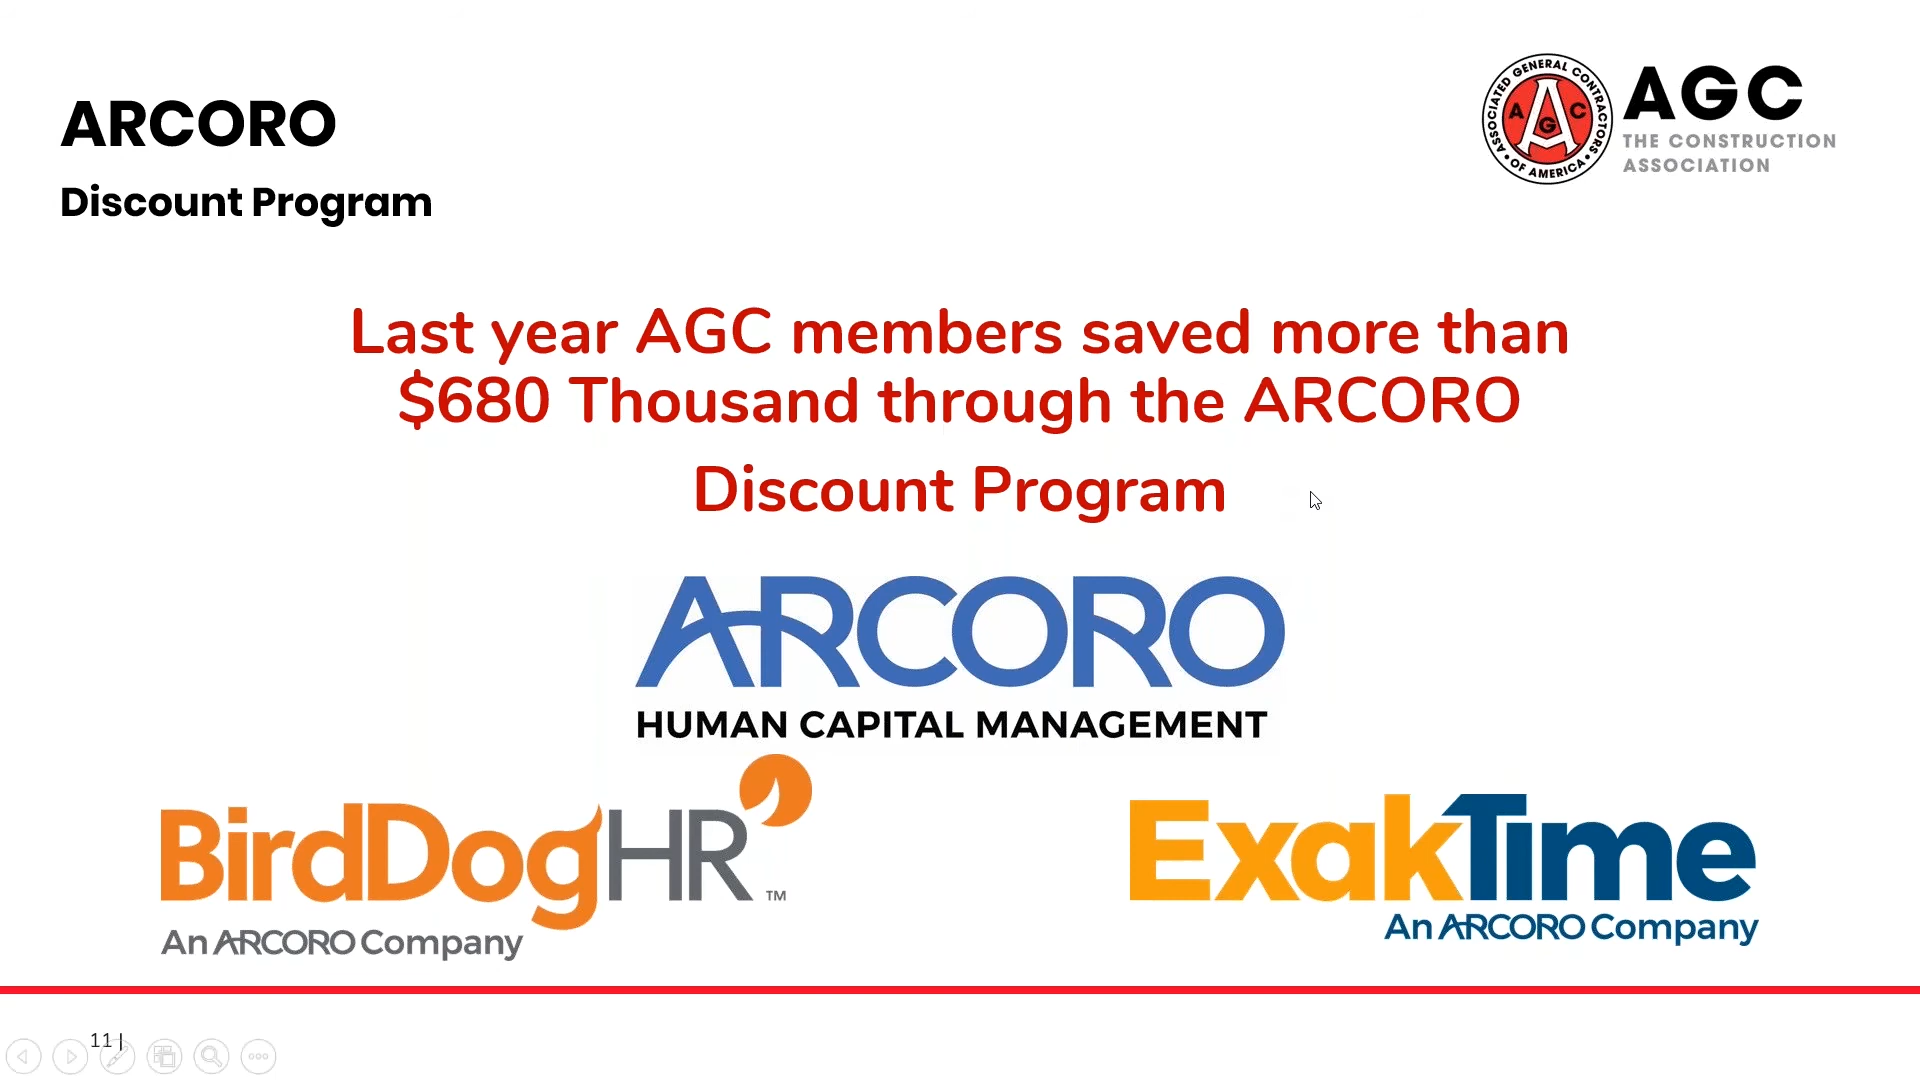 ARCORO
Discount Program
ASSOCIATED GENERAL CONTRACTORS
OF AMERICA
A G C
AGC
THE CONSTRUCTION
ASSOCIATION
Last year AGC members saved more than
$680 Thousand through the ARCORO
Discount Program
ARCORO
HUMAN CAPITAL MANAGEMENT
BirdDogHR™
An ARCORO Company
ExakTime
An ARCORO Company
11 |